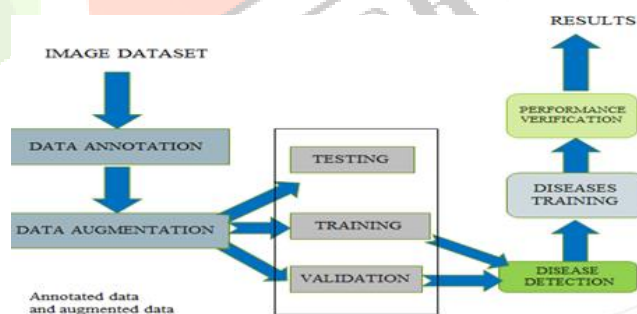 RESULTS
IMAGE DATASET
PERFORMANCE
VERIFICATION
DATA ANNOTATION
TESTING
DISEASES
TRAINING
DATA AUGMENTATION
TRAINING
VALIDATION
DISEASE
DETECTION
Annotated data
and augmented data